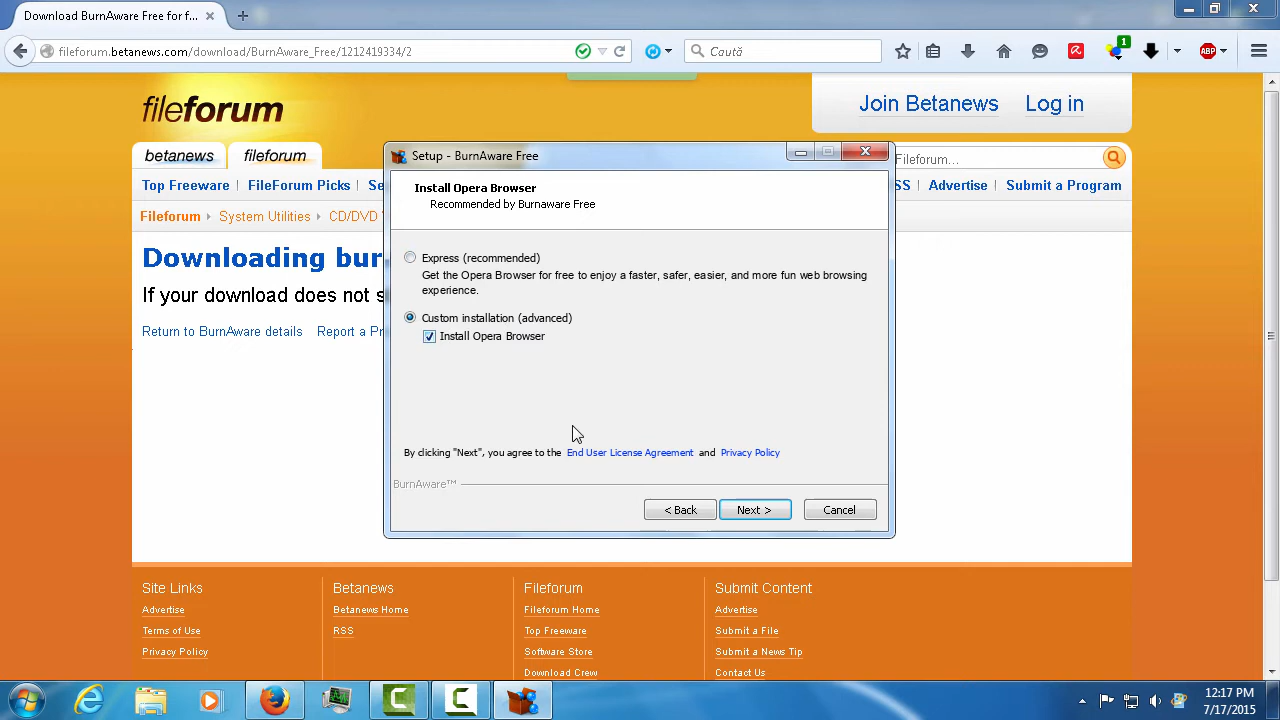 Download BurnAware Free for f...
fileforum.betanews.com/download/BurnAware_Free/1212419334/2
Caută
1
ABP
fileforum
Join Betanews
Log in
betanews
fileforum
Fileforum...
Top Freeware
FileForum Picks
SS
Advertise
Submit a Program
Fileforum
System Utilities
CD/DVD
Downloading bur
If your download does not s
Return to BurnAware details
Report a Pr
Setup - BurnAware Free
Install Opera Browser
Recommended by Burnaware Free
Express (recommended)
Get the Opera Browser for free to enjoy a faster, safer, easier, and more fun web browsing
experience.
Custom installation (advanced)
Install Opera Browser
By clicking "Next", you agree to the End User License Agreement and Privacy Policy
BurnAware™
< Back
Next >
Cancel
Site Links
Advertise
Terms of Use
Privacy Policy
Betanews
Betanews Home
RSS
Fileforum
Fileforum Home
Top Freeware
Software Store
Download Crew
Submit Content
Advertise
Submit a File
Submit a News Tip
Contact Us
12:17 PM
7/17/2015